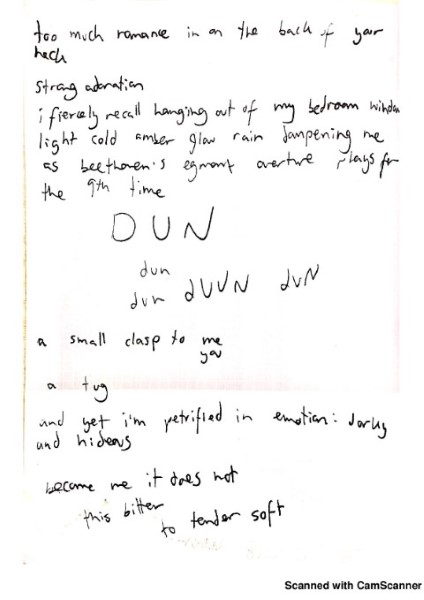 too much romance in on the back of your
neck
strong adoration
i fiercely recall hanging out of my bedroom window
light cold amber glow rain dampening me
as beethoven's egmont overture plays for
the 9th time
DUN
dun
dun dUUN duN
a small clasp to me
you
a tug
and yet i'm petrified in emotion: dorky
and hideous
become me it does not
this bitter
to tender soft
Scanned with CamScanner